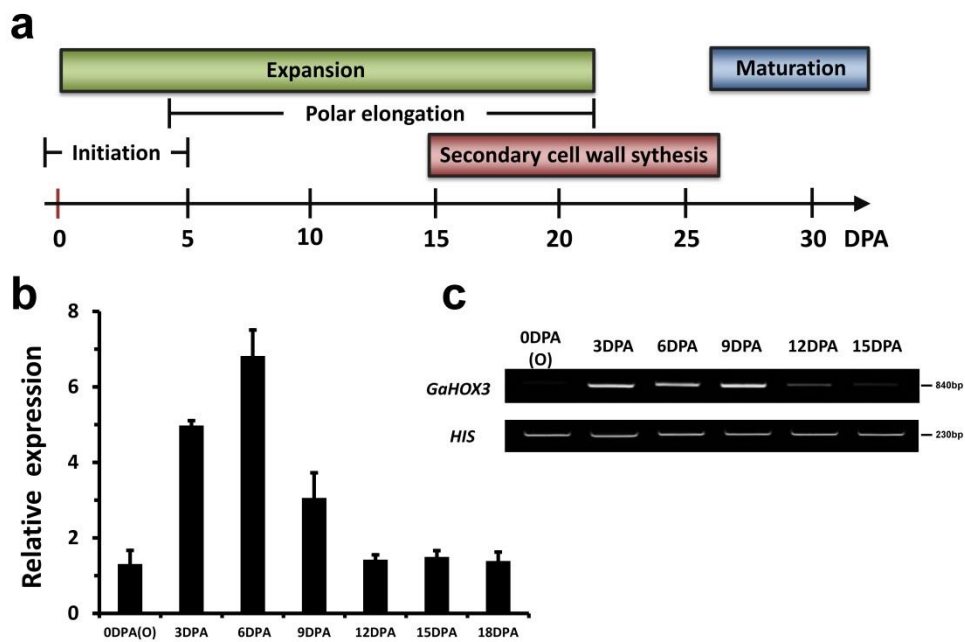 a
Expansion
Maturation
Polar elongation
Initiation
Secondary cell wall sythesis
0 5 10 15 20 25 30 DPA
b
Relative expression
8
6
4
2
0
0DPA(O) 3DPA 6DPA 9DPA 12DPA 15DPA 18DPA
c
0DPA
(O) 3DPA 6DPA 9DPA 12DPA 15DPA
GaHOX3 840bp
HIS 230bp